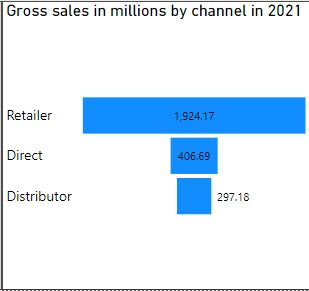 Gross sales in millions by channel in 2021
Retailer 1,924.17
Direct 406.69
Distributor 297.18